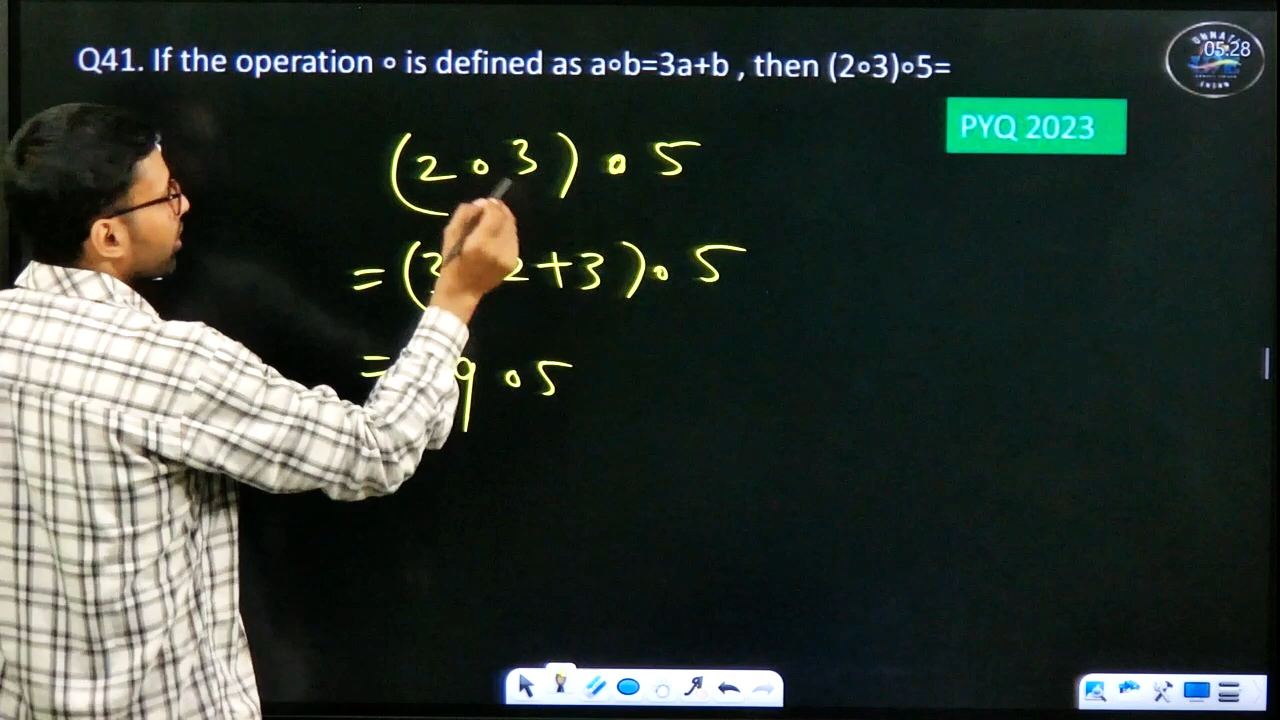 Q41. If the operation ∘ is defined as a∘b=3a+b , then (2∘3)∘5=
05:28
PYQ 2023
(2∘3)∘5
=(3 2+3)∘5
= 9∘5